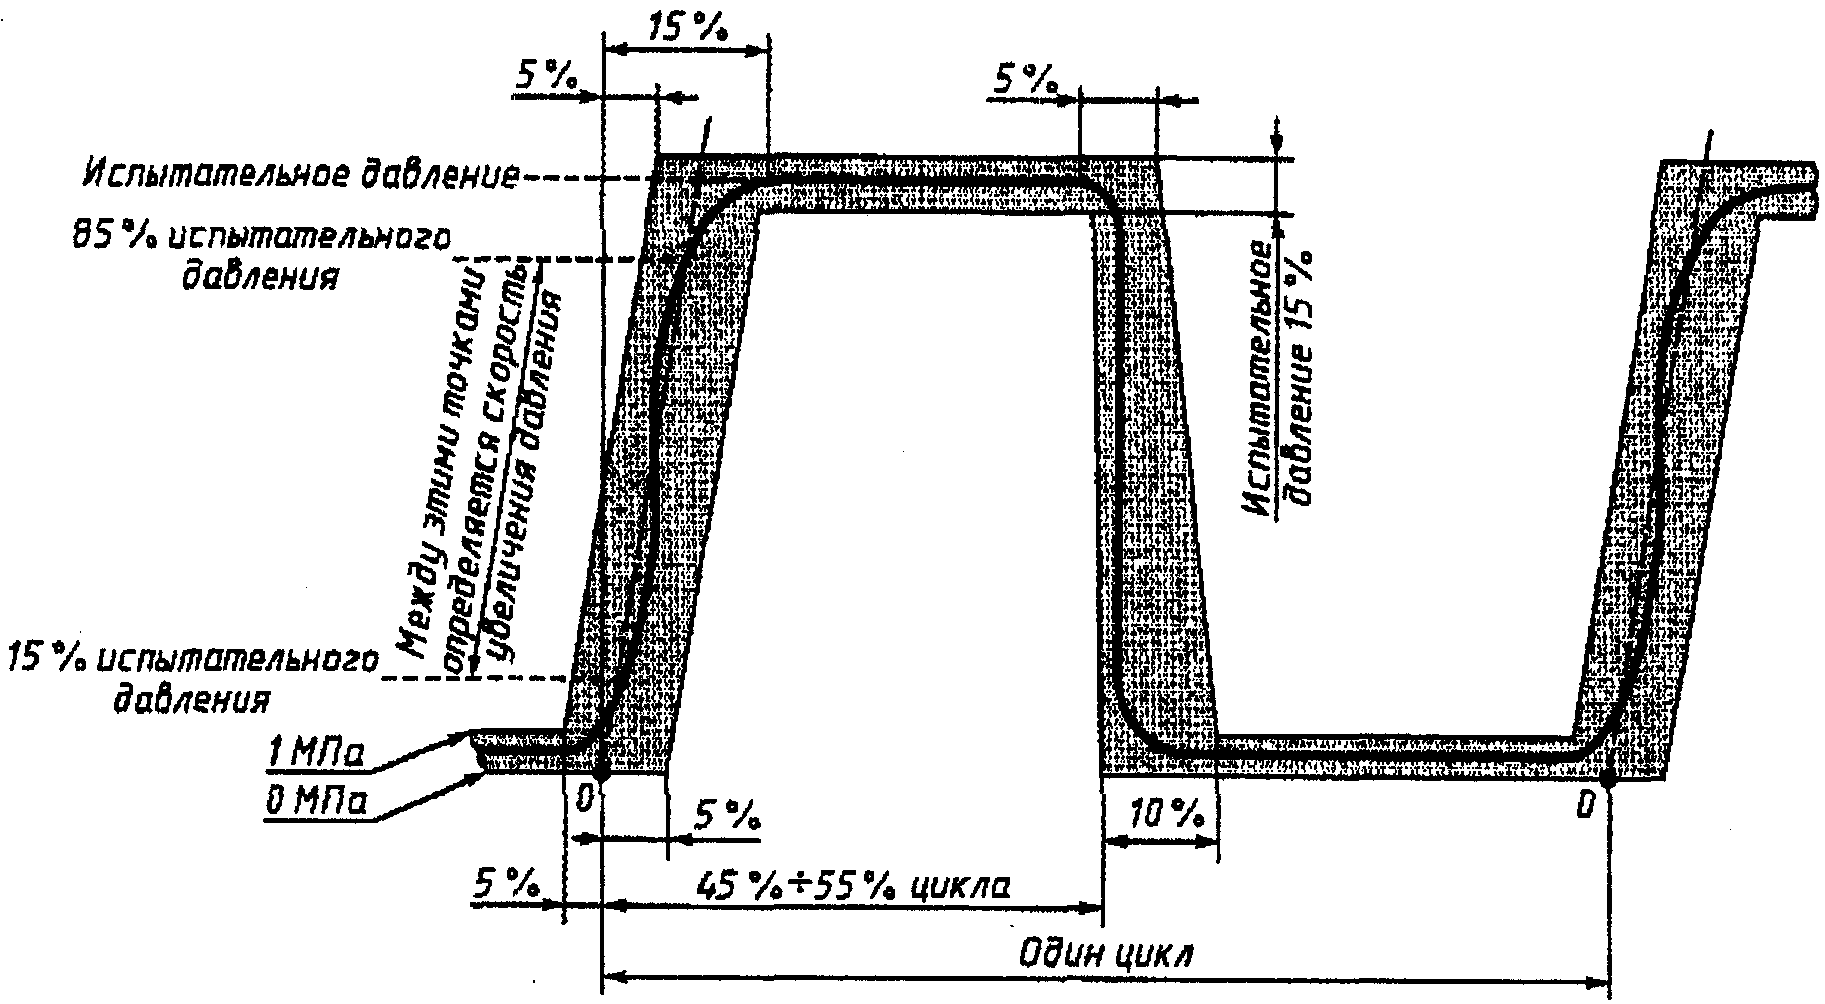 15 %
5 %
5 %
Испытательное давление
85 % испытательного
давления
Между этими точками
определяется скорость
увеличения давления
Испытательное
давление 15 %
15 % испытательного
давления
1 МПа
0 МПа
0
0
5 %
10 %
5 %
45 % ÷ 55 % цикла
Один цикл